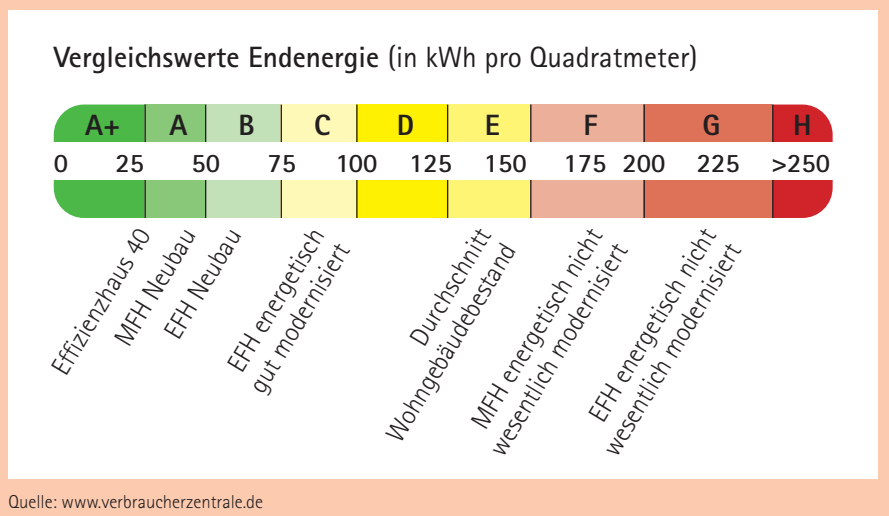 Vergleichswerte Endenergie (in kWh pro Quadratmeter)
A+ A B C D E F G H
0 25 50 75 100 125 150 175 200 225 >250
Effizienzhaus 40
MFH Neubau
EFH Neubau
EFH energetisch
gut modernisiert
Durchschnitt
Wohngebäudebestand
MFH energetisch nicht
wesentlich modernisiert
EFH energetisch nicht
wesentlich modernisiert
Quelle: www.verbraucherzentrale.de